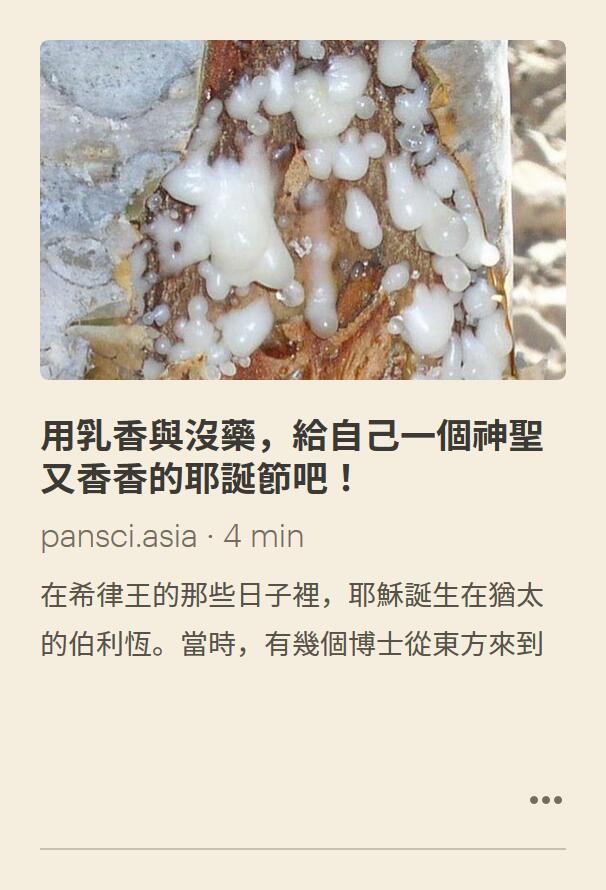 用乳香與沒藥，給自己一個神聖
又香香的耶誕節吧！
pansci.asia · 4 min
在希律王的那些日子裡，耶穌誕生在猶太
的伯利恆。當時，有幾個博士從東方來到